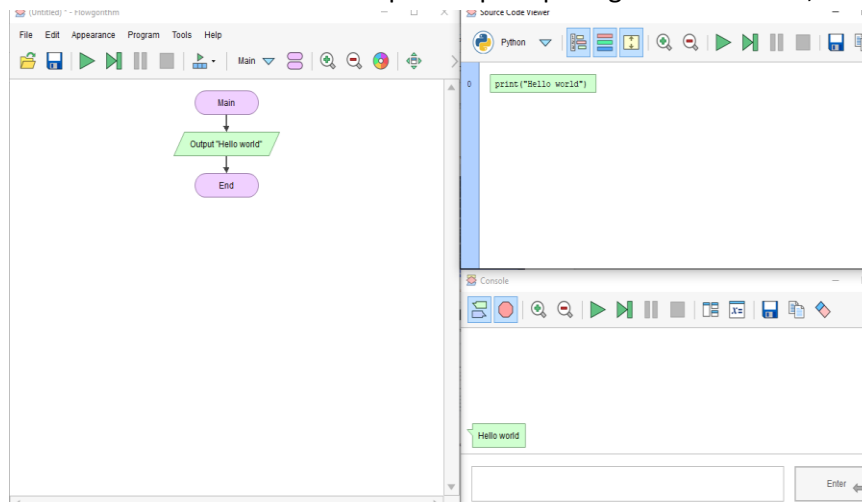 (Untitled) * - Flowgorithm
File Edit Appearance Program Tools Help
Main
Main
Output "Hello world"
End
Source Code Viewer
Python
0
print("Hello world")
Console
Hello world
Enter